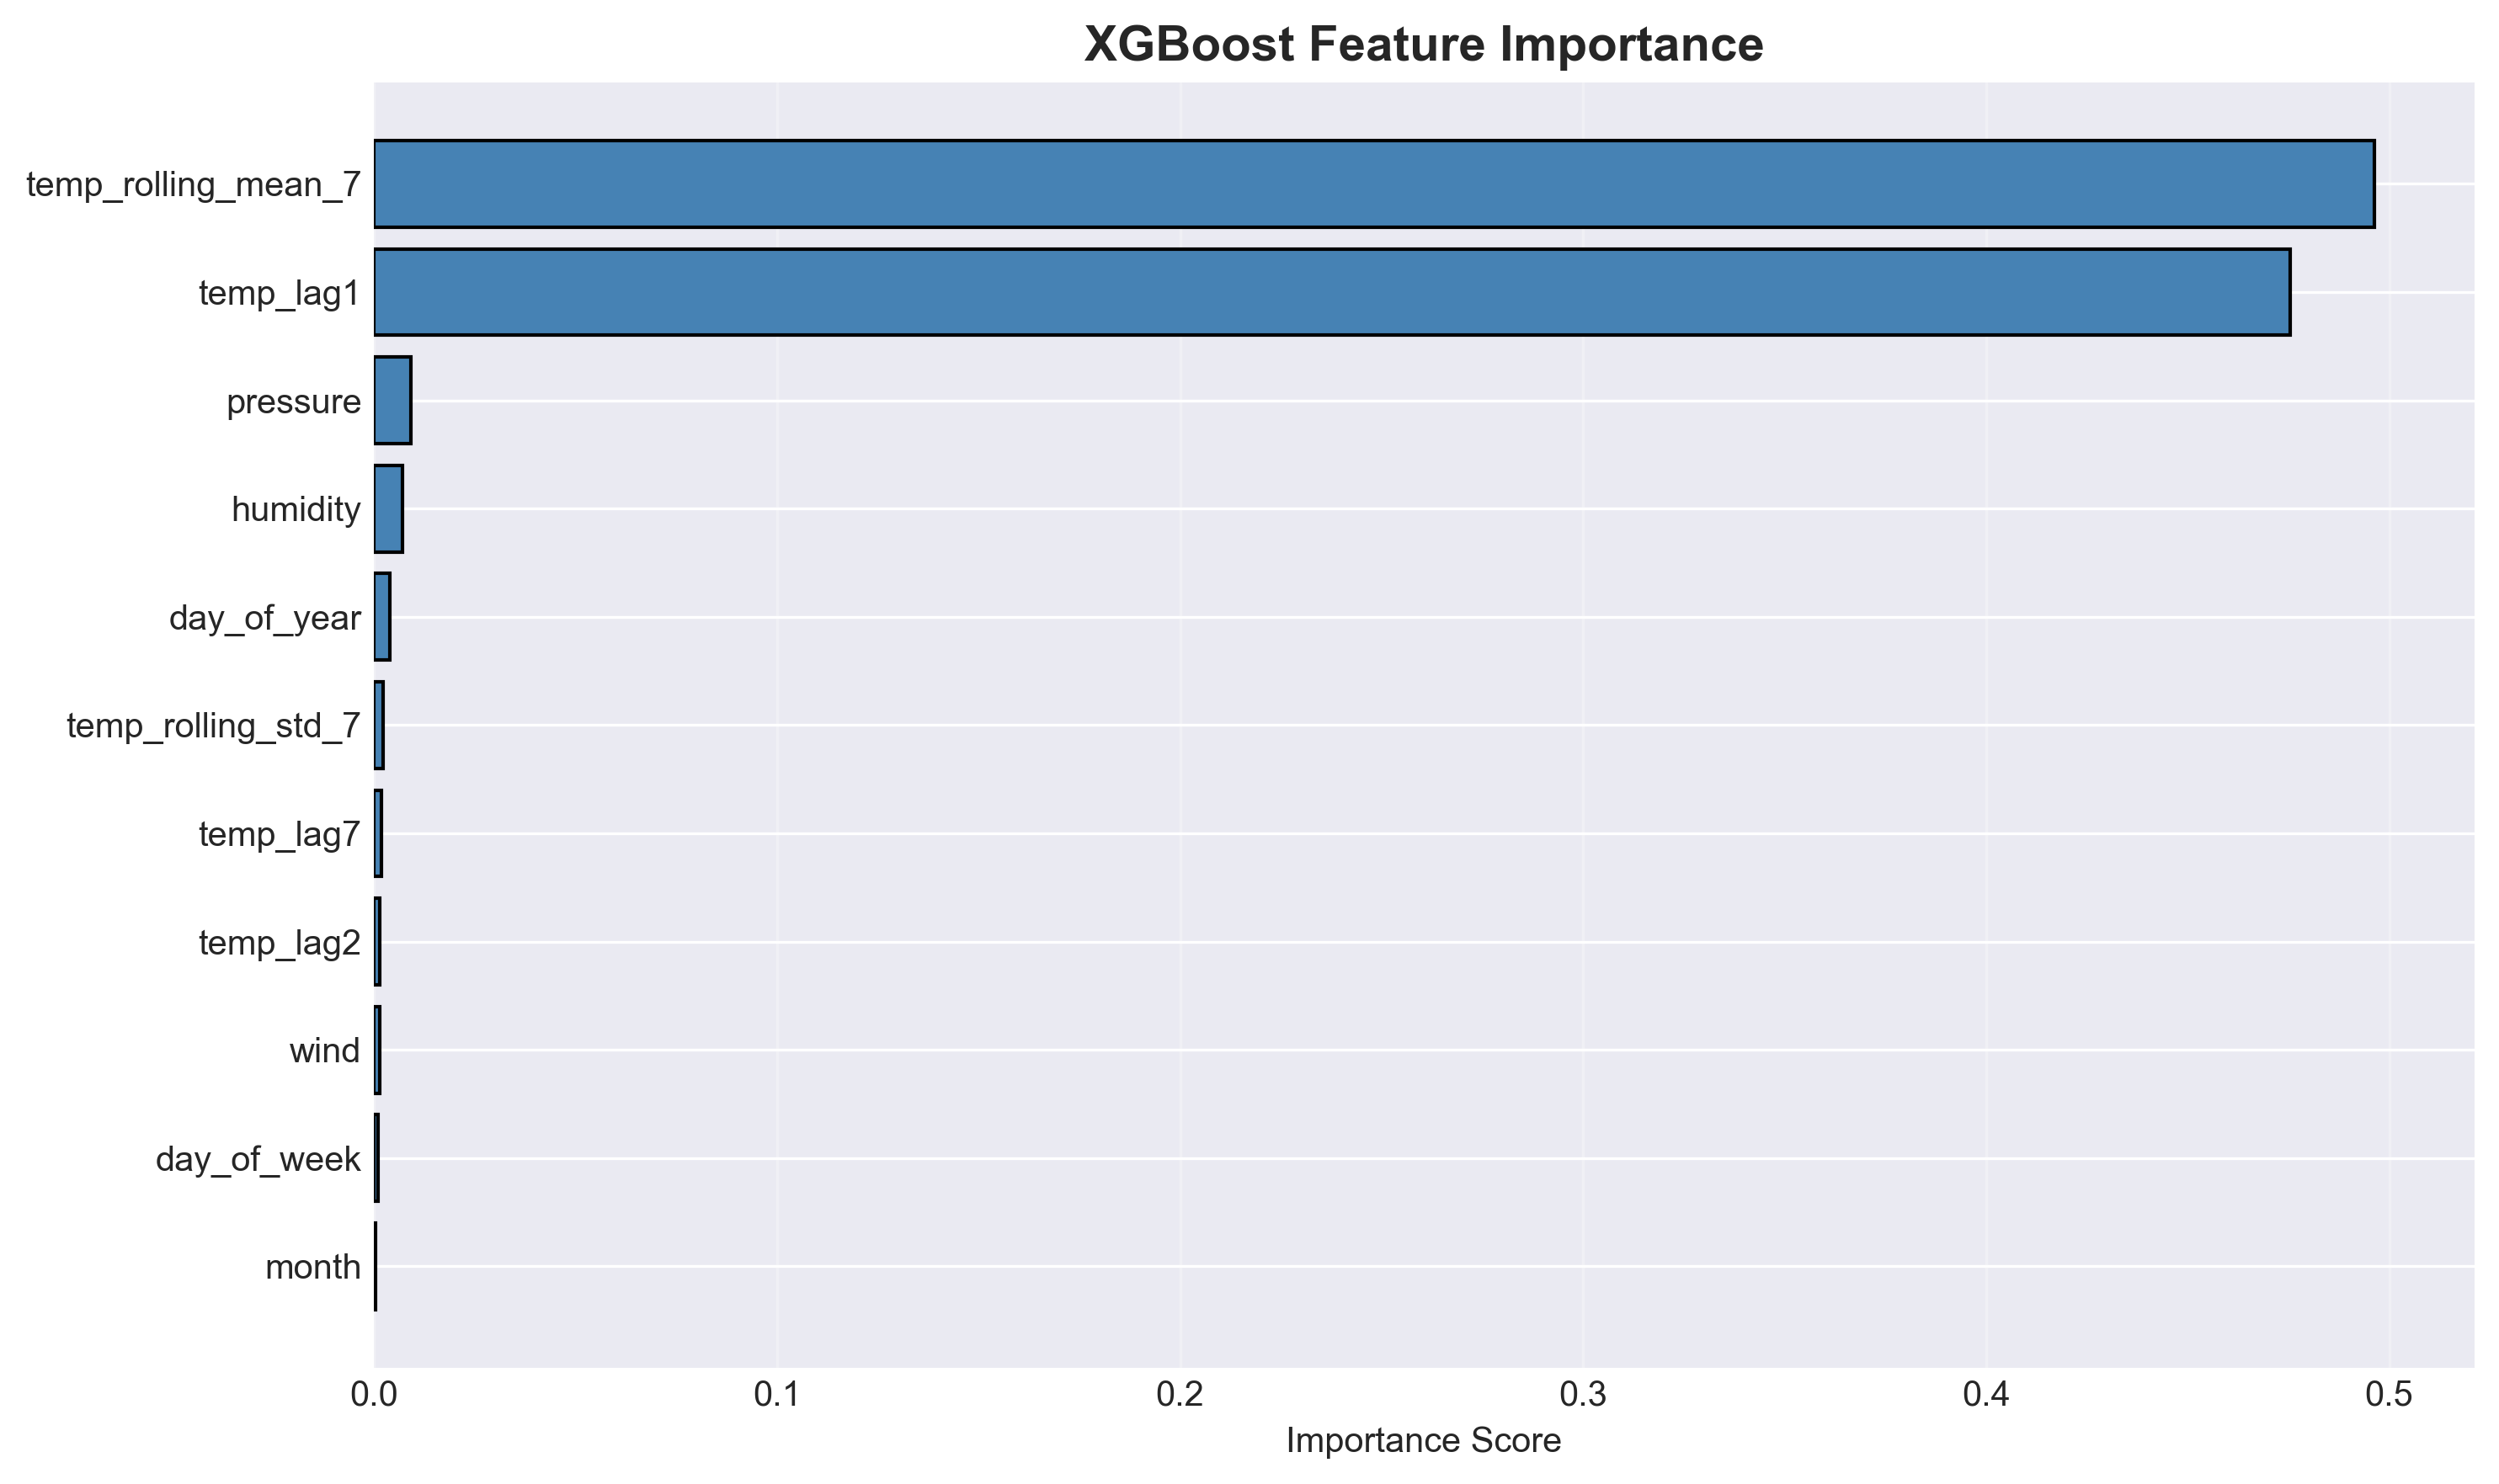 XGBoost Feature Importance
temp_rolling_mean_7
temp_lag1
pressure
humidity
day_of_year
temp_rolling_std_7
temp_lag7
temp_lag2
wind
day_of_week
month
0.0 0.1 0.2 0.3 0.4 0.5
Importance Score